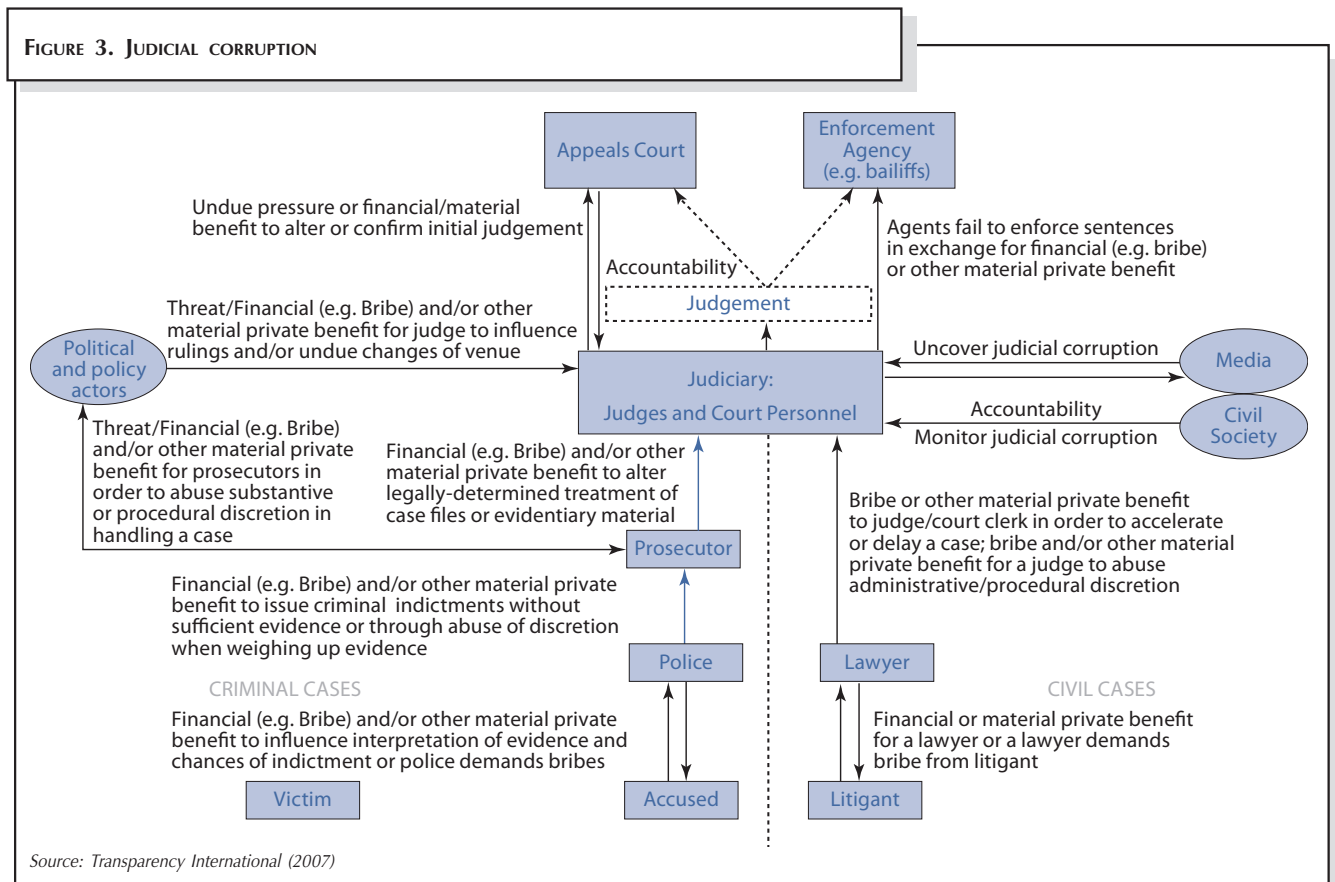 FIGURE 3. JUDICIAL CORRUPTION
Appeals Court
Enforcement
Agency
(e.g. bailiffs)
Undue pressure or financial/material
benefit to alter or confirm initial judgement
Agents fail to enforce sentences
in exchange for financial (e.g. bribe)
or other material private benefit
Accountability
Judgement
Threat/Financial (e.g. Bribe) and/or other
material private benefit for judge to influence
rulings and/or undue changes of venue
Political
and policy
actors
Judiciary:
Judges and Court Personnel
Uncover judicial corruption
Media
Accountability
Monitor judicial corruption
Civil
Society
Threat/Financial (e.g. Bribe)
and/or other material private
benefit for prosecutors in
order to abuse substantive
or procedural discretion in
handling a case
Financial (e.g. Bribe) and/or other
material private benefit to alter
legally-determined treatment of
case files or evidentiary material
Bribe or other material private benefit
to judge/court clerk in order to accelerate
or delay a case; bribe and/or other material
private benefit for a judge to abuse
administrative/procedural discretion
Prosecutor
Financial (e.g. Bribe) and/or other material private
benefit to issue criminal indictments without
sufficient evidence or through abuse of discretion
when weighing up evidence
Police
Lawyer
CRIMINAL CASES
CIVIL CASES
Financial (e.g. Bribe) and/or other material private
benefit to influence interpretation of evidence and
chances of indictment or police demands bribes
Financial or material private benefit
for a lawyer or a lawyer demands
bribe from litigant
Victim
Accused
Litigant
Source: Transparency International (2007)